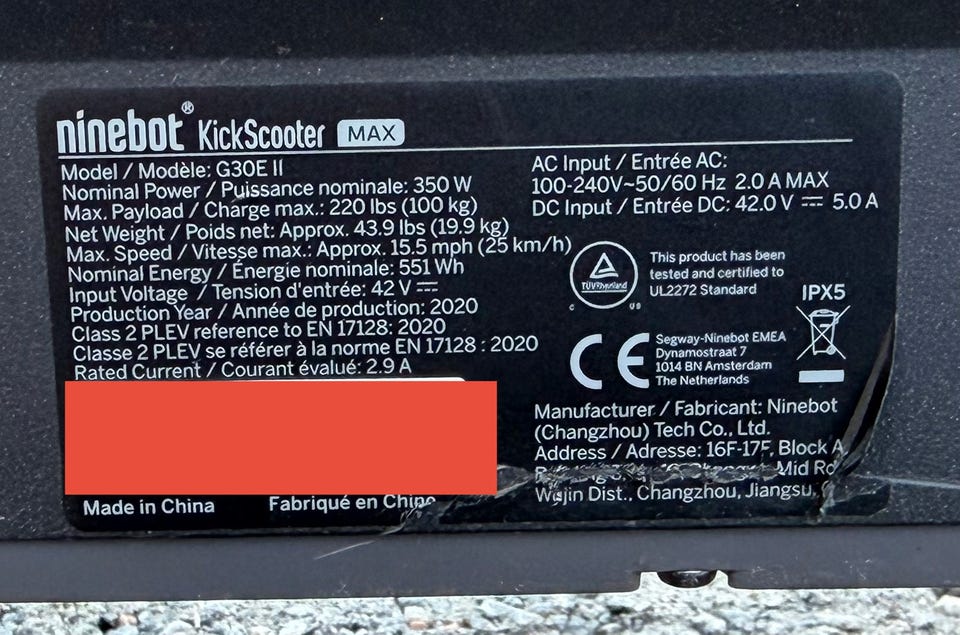 ninebot® KickScooter MAX
Model / Modèle: G30E II
Nominal Power / Puissance nominale: 350 W
Max. Payload / Charge max.: 220 lbs (100 kg)
Net Weight / Poids net: Approx. 43.9 lbs (19.9 kg)
Max. Speed / Vitesse max.: Approx. 15.5 mph (25 km/h)
Nominal Energy / Énergie nominale: 551 Wh
Input Voltage / Tension d'entrée: 42 V ⎓
Production Year / Année de production: 2020
Class 2 PLEV reference to EN 17128: 2020
Classe 2 PLEV se référer à la norme EN 17128 : 2020
Rated Current / Courant évalué: 2.9 A
Made in China
Fabriqué en Chine
AC Input / Entrée AC:
100-240V~50/60 Hz 2.0 A MAX
DC Input / Entrée DC: 42.0 V ⎓ 5.0 A
TÜVRheinland
C US
This product has been
tested and certified to
UL2272 Standard
IPX5
CE
Segway-Ninebot EMEA
Dynamostraat 7
1014 BN Amsterdam
The Netherlands
Manufacturer / Fabricant: Ninebot
(Changzhou) Tech Co., Ltd.
Address / Adresse: 16F-17F, Block A
Mid Rd
Wujin Dist., Changzhou, Jiangsu,